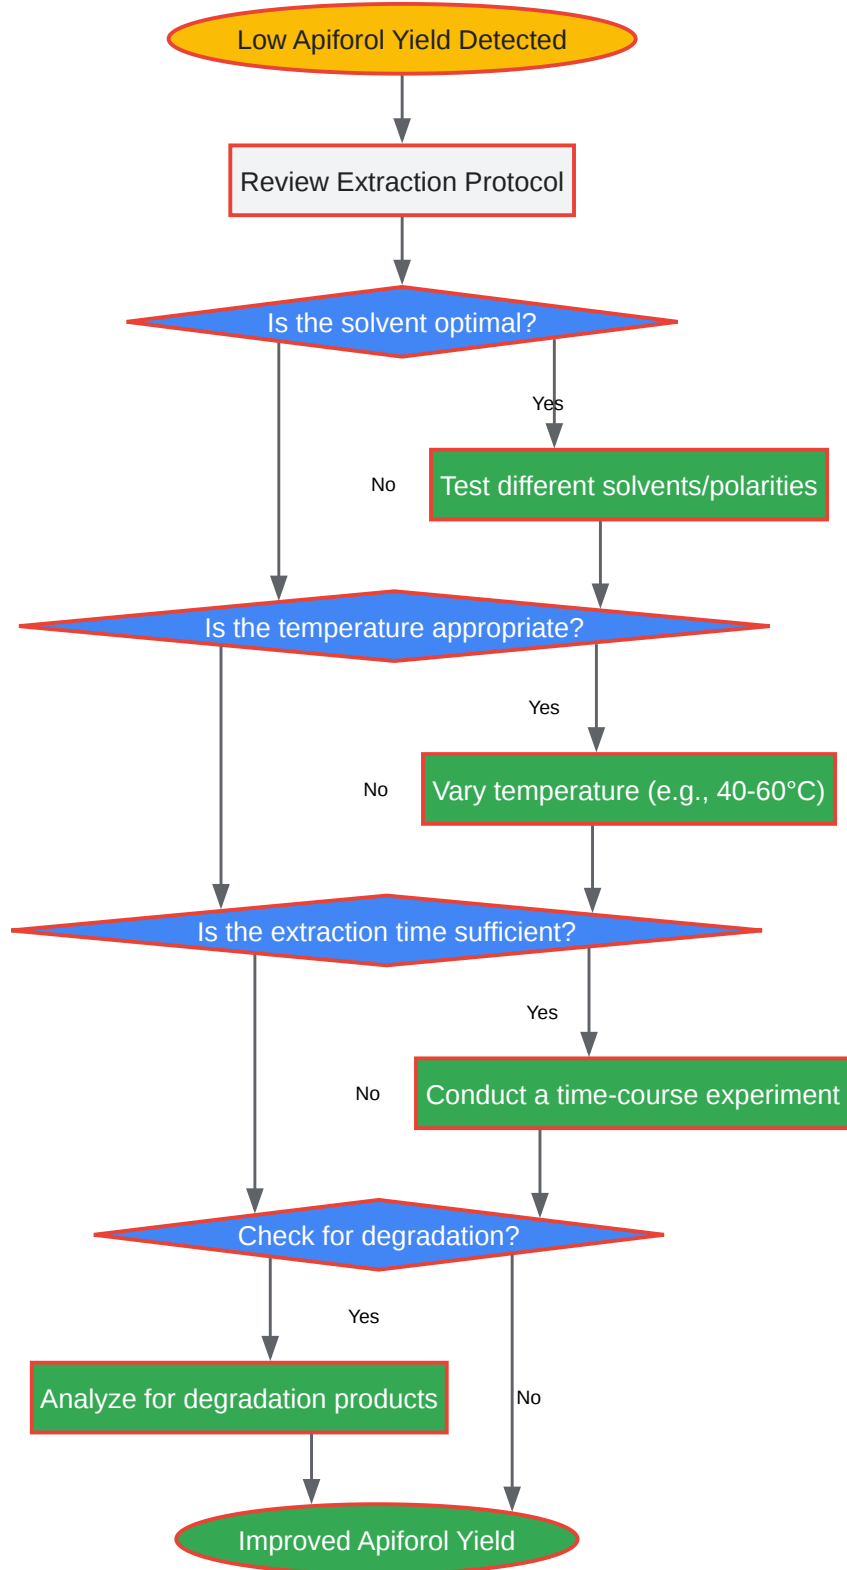 Low Apiforol Yield Detected
Review Extraction Protocol
Is the solvent optimal?
Yes
No
Test different solvents/polarities
Is the temperature appropriate?
Yes
No
Vary temperature (e.g., 40-60°C)
Is the extraction time sufficient?
Yes
No
Conduct a time-course experiment
Check for degradation?
Yes
Analyze for degradation products
No
Improved Apiforol Yield